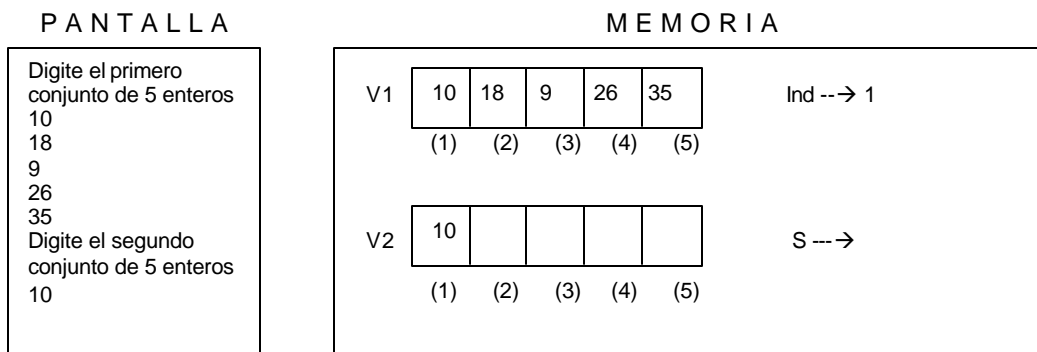 P A N T A L L A
Digite el primero
conjunto de 5 enteros
10
18
9
26
35
Digite el segundo
conjunto de 5 enteros
10
M E M O R I A
V1 10 18 9 26 35 Ind --→ 1
(1) (2) (3) (4) (5)
V2 10 S ---→
(1) (2) (3) (4) (5)